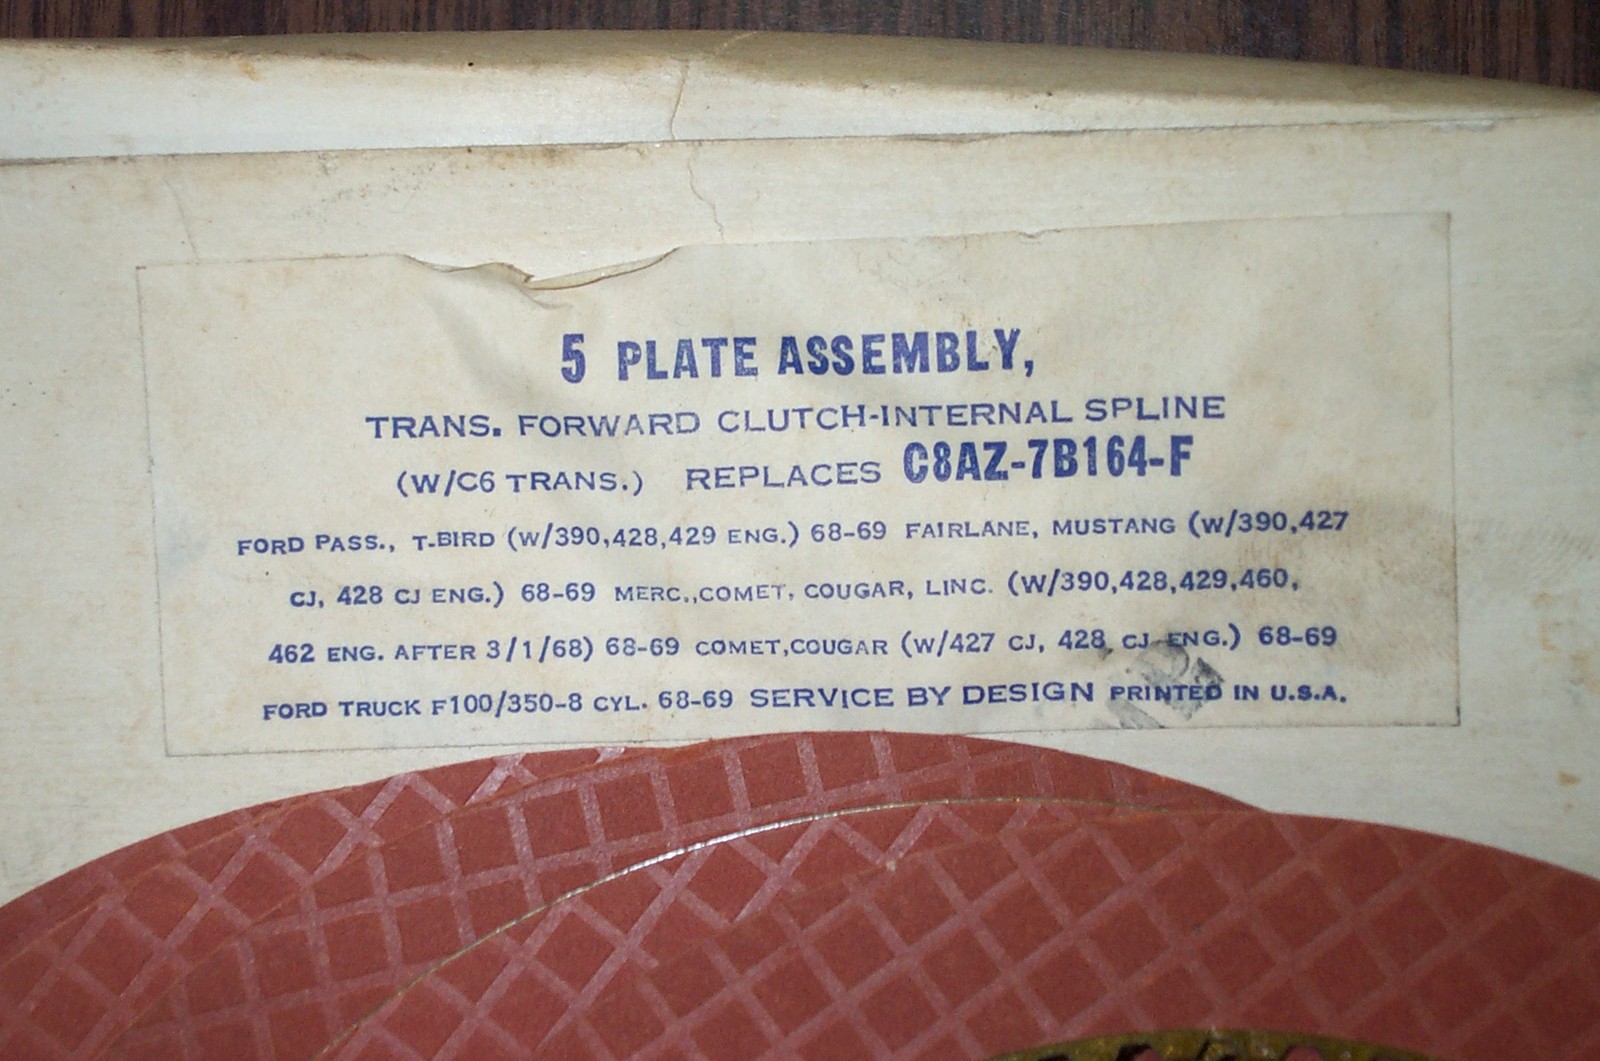 5 PLATE ASSEMBLY,
TRANS. FORWARD CLUTCH-INTERNAL SPLINE
(W/C6 TRANS.) REPLACES C8AZ-7B164-F
FORD PASS., T-BIRD (W/390,428,429 ENG.) 68-69 FAIRLANE, MUSTANG (W/390,427
CJ, 428 CJ ENG.) 68-69 MERC.,COMET, COUGAR, LINC. (W/390,428,429,460,
462 ENG. AFTER 3/1/68) 68-69 COMET,COUGAR (W/427 CJ, 428 CJ ENG.) 68-69
FORD TRUCK F100/350-8 CYL. 68-69 SERVICE BY DESIGN PRINTED IN U.S.A.